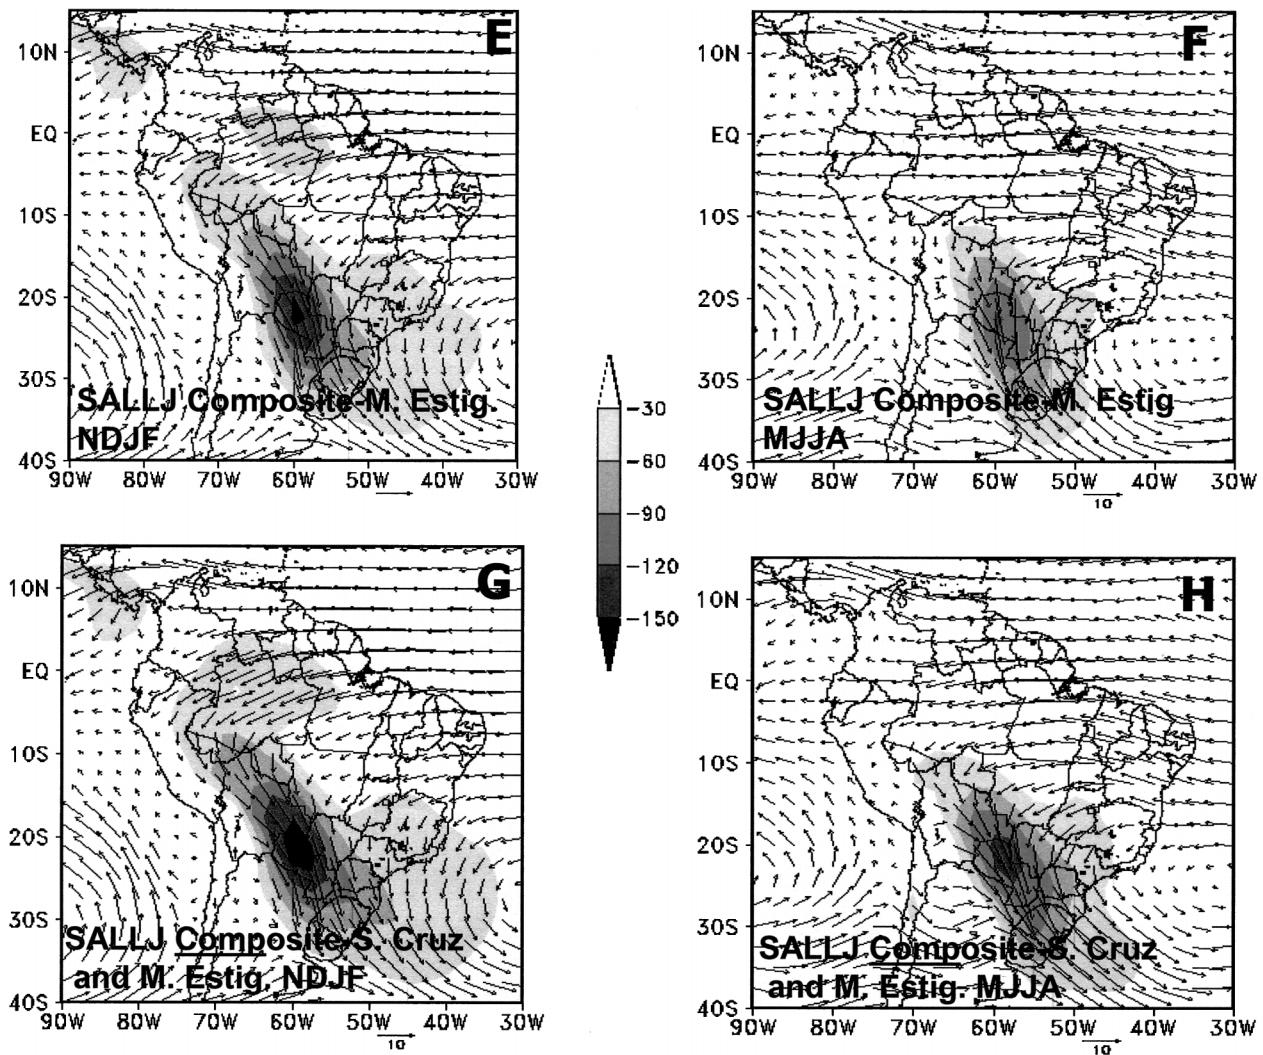 E
10N
EQ
10S
20S
30S
40S
SALLJ Composite-M. Estig.
NDJF
90W 80W 70W 60W 50W 40W 30W
F
10N
EQ
10S
20S
30S
40S
SALLJ Composite-M. Estig
MJJA
90W 80W 70W 60W 50W 40W 30W
10
-30
-60
-90
-120
-150
G
10N
EQ
10S
20S
30S
40S
SALLJ Composite-S. Cruz
and M. Estig, NDJF
90W 80W 70W 60W 50W 40W 30W
10
H
10N
EQ
10S
20S
30S
40S
SALLJ Composite-S. Cruz
and M. Estig. MJJA
90W 80W 70W 60W 50W 40W 30W
10